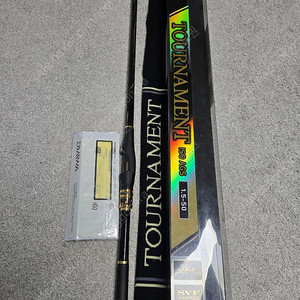 TOURNAMENT
TOURNAMENT ISO AGS 1.5-50
DAIWA
SVF